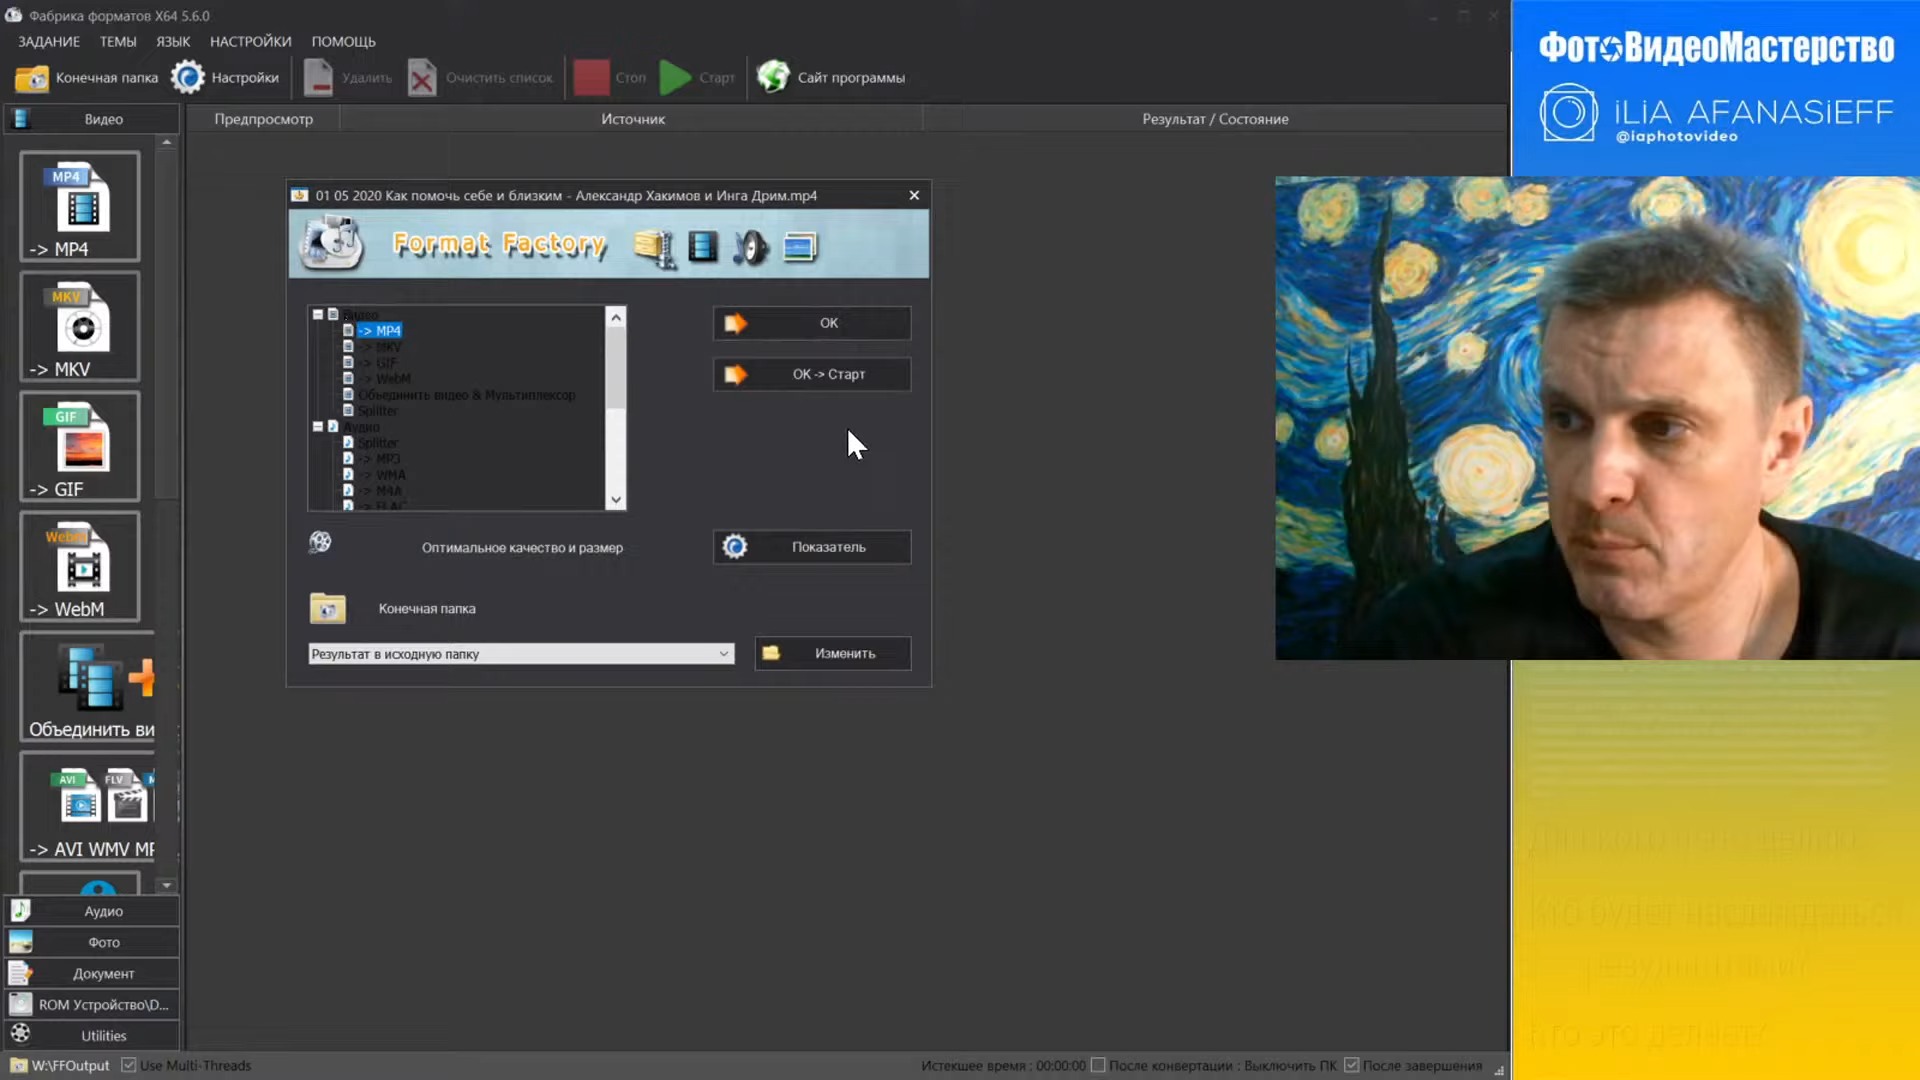 Фабрика форматов X64 5.6.0
ЗАДАНИЕ ТЕМЫ ЯЗЫК НАСТРОЙКИ ПОМОЩЬ
Конечная папка Настройки Удалить Очистить список Стоп Старт Сайт программы
Видео Предпросмотр Источник Результат / Состояние
ФотоВидеоМастерство
iLiA AFANASiEFF
@iaphotovideo
MP4
-> MP4
MKV
-> MKV
GIF
-> GIF
WebM
-> WebM
Объединить ви
AVI FLV
-> AVI WMV MP
Аудио
Фото
Документ
ROM Устройство\D...
Utilities
01 05 2020 Как помочь себе и близким - Александр Хакимов и Инга Дрим.mp4
Format Factory
Видео
-> MP4
-> MKV
-> GIF
-> WebM
Объединить видео & Мультиплексор
Splitter
Аудио
Splitter
-> MP3
-> WMA
-> M4A
-> FLAC
OK
OK -> Старт
Оптимальное качество и размер
Показатель
Конечная папка
Результат в исходную папку
Изменить
W:\FFOutput Use Multi-Threads Истекшее время : 00:00:00 После конвертации : Выключить ПК После завершения